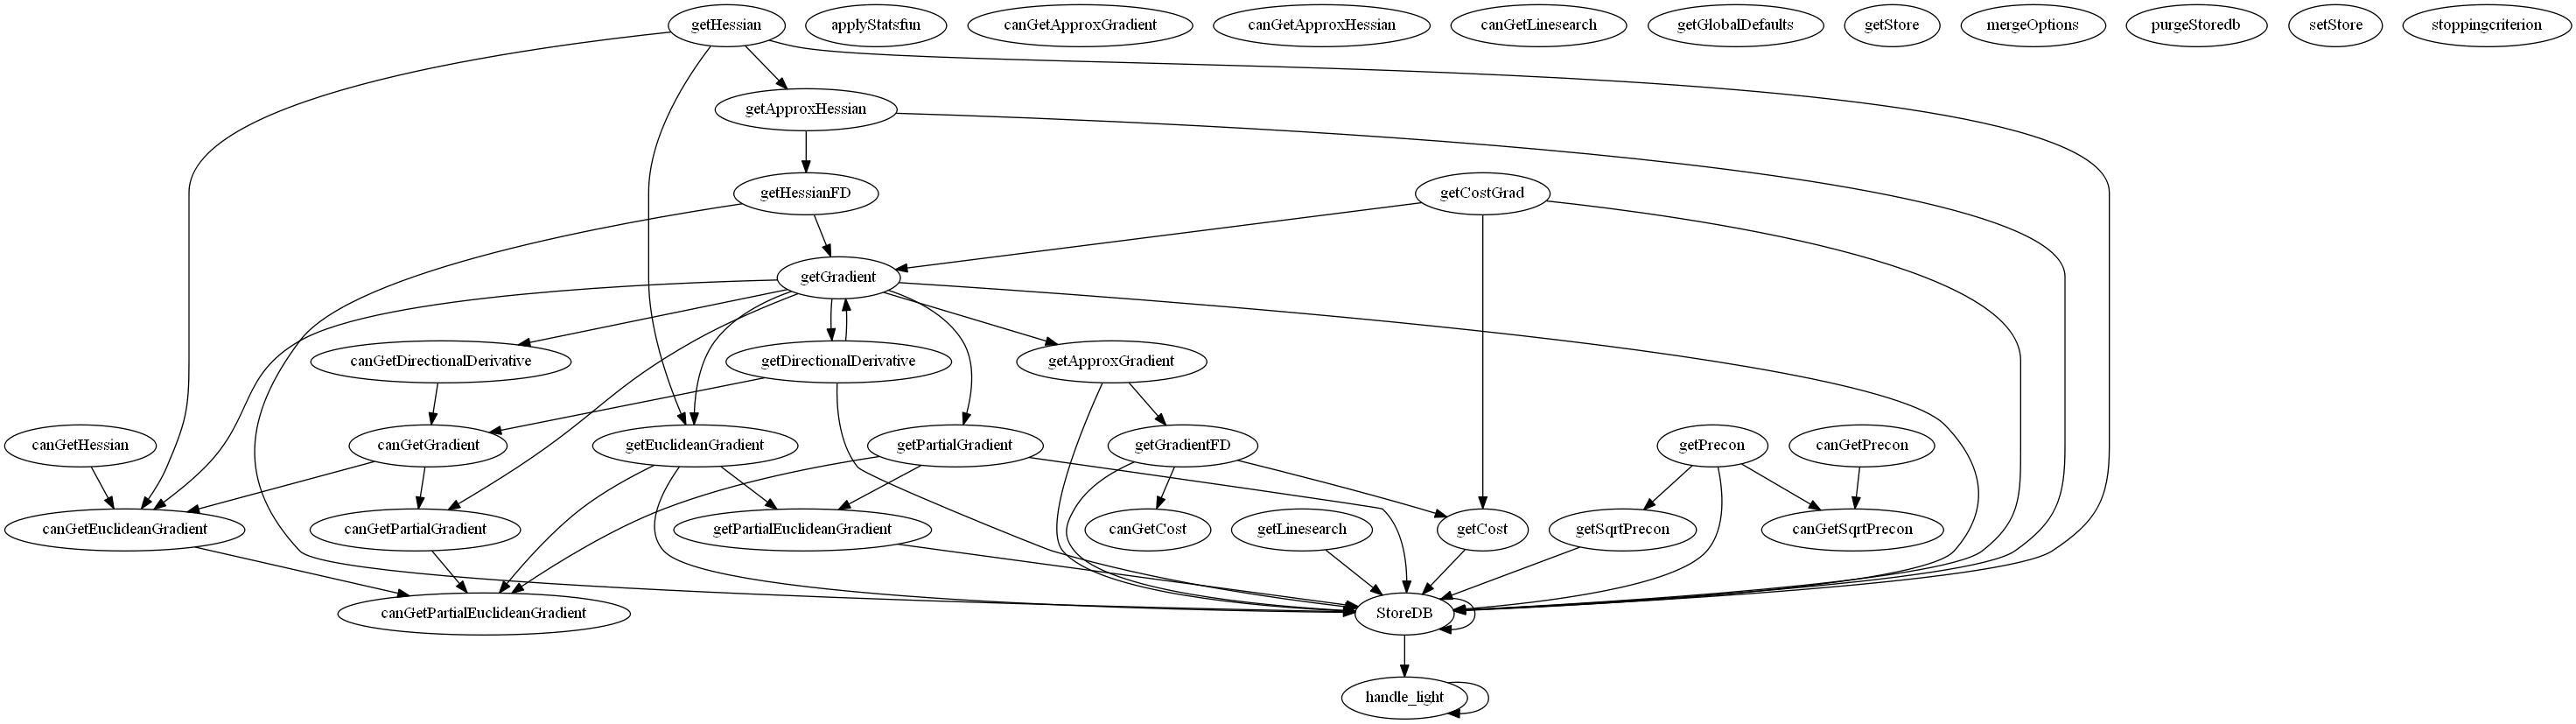 getHessian
applyStatsfun
canGetApproxGradient
canGetApproxHessian
canGetLinesearch
getGlobalDefaults
getStore
mergeOptions
purgeStoredb
setStore
stoppingcriterion
getApproxHessian
getHessianFD
getCostGrad
getGradient
canGetDirectionalDerivative
getDirectionalDerivative
getApproxGradient
canGetHessian
canGetGradient
getEuclideanGradient
getPartialGradient
getGradientFD
getPrecon
canGetPrecon
canGetEuclideanGradient
canGetPartialGradient
getPartialEuclideanGradient
canGetCost
getLinesearch
getCost
getSqrtPrecon
canGetSqrtPrecon
canGetPartialEuclideanGradient
StoreDB
handle_light